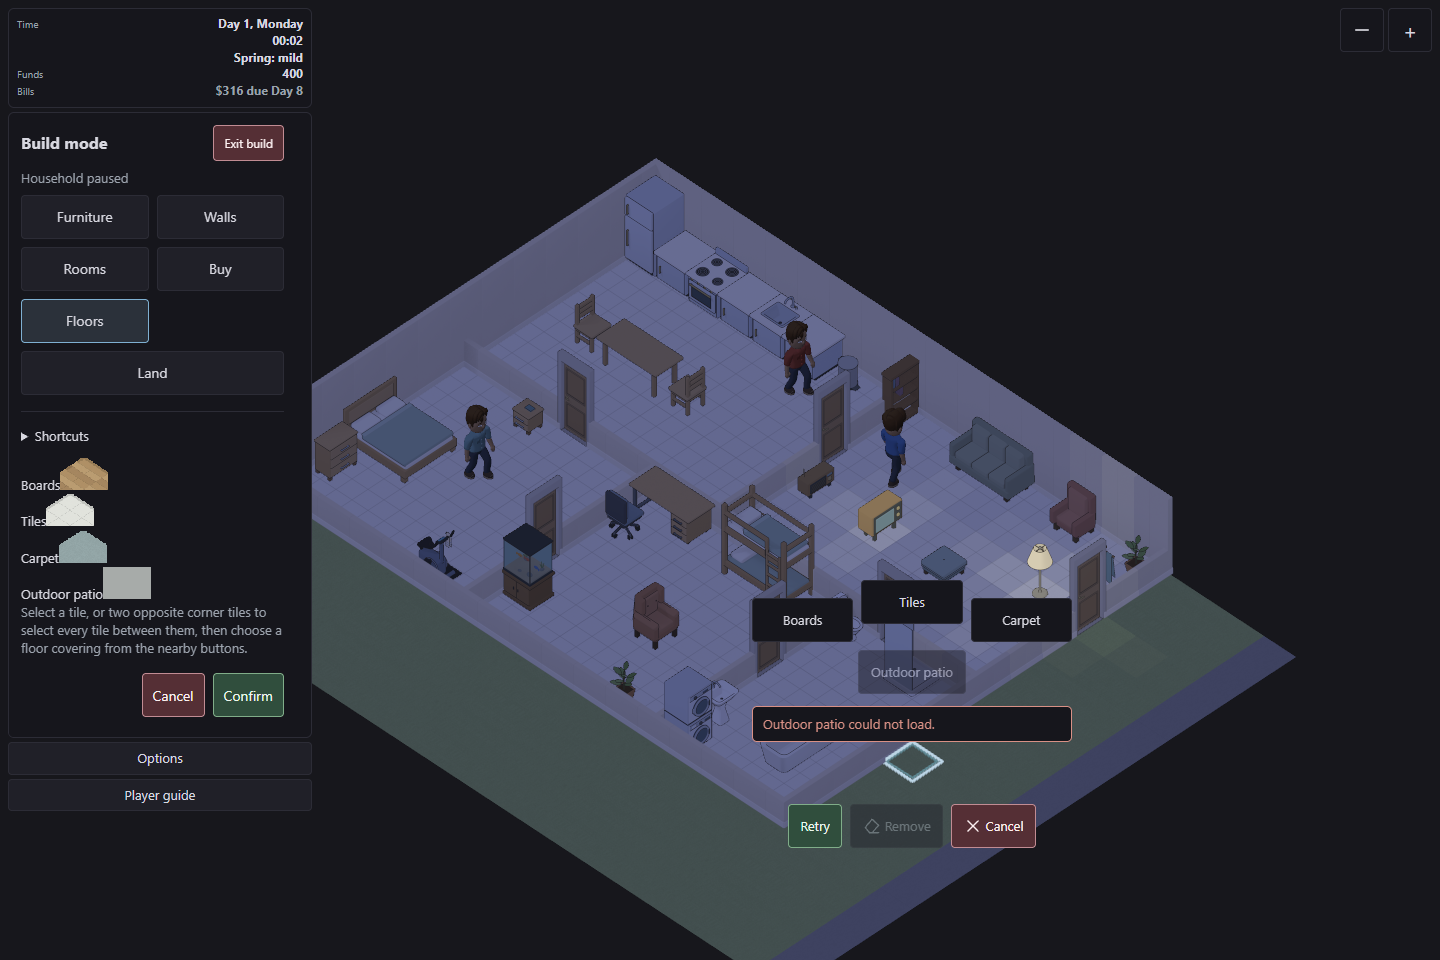 Time
Day 1, Monday
00:02
Spring: mild
Funds
400
Bills
$316 due Day 8
Build mode
Exit build
Household paused
Furniture
Walls
Rooms
Buy
Floors
Land
Shortcuts
Boards
Tiles
Carpet
Outdoor patio
Select a tile, or two opposite corner tiles to
select every tile between them, then choose a
floor covering from the nearby buttons.
Cancel
Confirm
Options
Player guide
Boards
Tiles
Carpet
Outdoor patio
Outdoor patio could not load.
Retry
Remove
Cancel